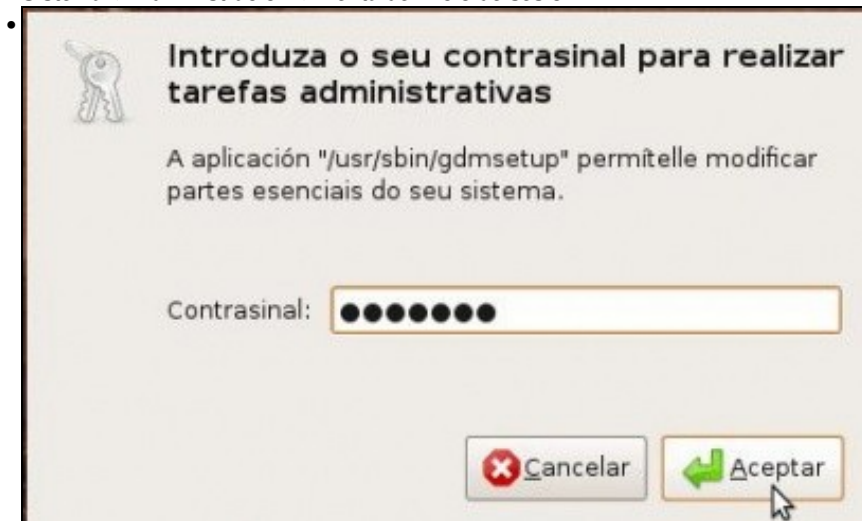 Introduza o seu contrasinal para realizar
tarefas administrativas
A aplicación "/usr/sbin/gdmsetup" permítelle modificar
partes esenciais do seu sistema.
Contrasinal: ●●●●●●●
Cancelar
Aceptar